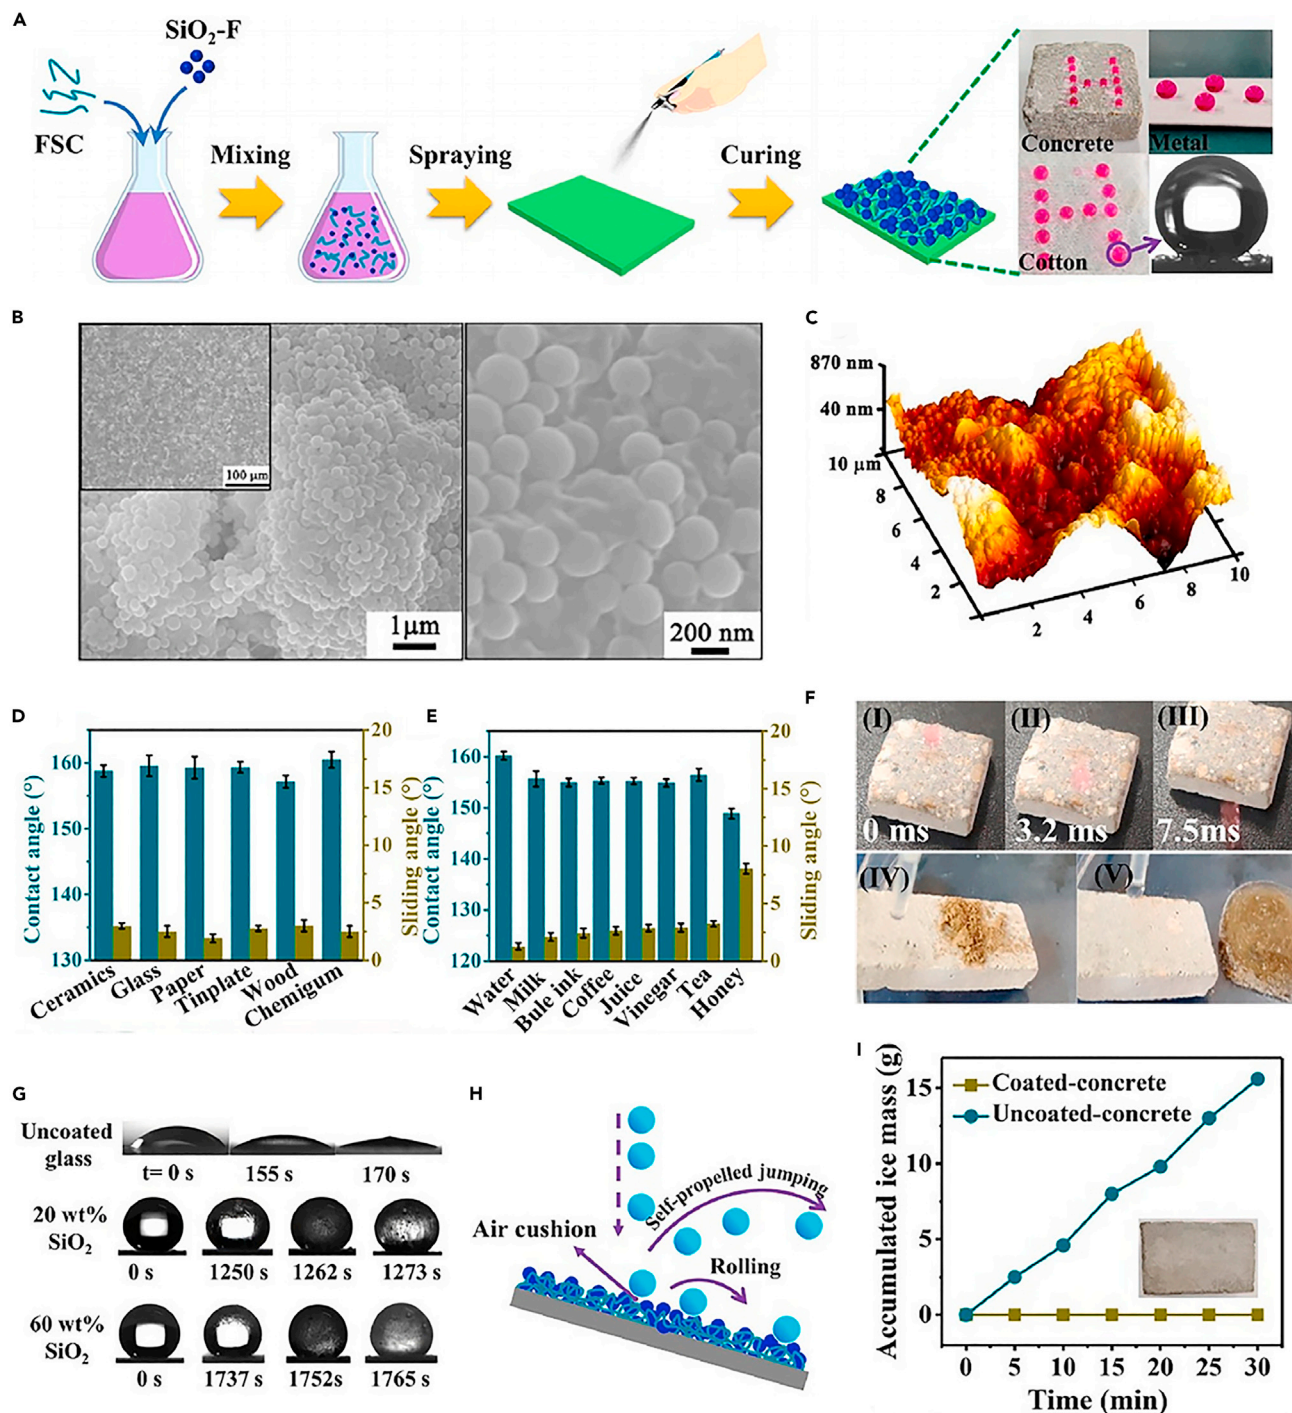 A
SiO2-F
FSC
Mixing
Spraying
Curing
Concrete
Metal
Cotton
B
100 μm
1μm
200 nm
C
870 nm
40 nm
10 μm
8
6
4
2
2
4
6
8
10
D
Contact angle (°)
160
150
140
130
20
15
10
5
0
Sliding angle (°)
Ceramics
Glass
Paper
Tinplate
Wood
Chemigum
E
Contact angle (°)
160
155
150
145
140
135
130
125
120
20
15
10
5
0
Sliding angle (°)
Water
Milk
Bule ink
Coffee
Juice
Vinegar
Tea
Honey
F
(I)
0 ms
(II)
3.2 ms
(III)
7.5ms
(IV)
(V)
G
Uncoated
glass
t= 0 s
155 s
170 s
20 wt%
SiO2
0 s
1250 s
1262 s
1273 s
60 wt%
SiO2
0 s
1737 s
1752s
1765 s
H
Self-propelled jumping
Air cushion
Rolling
I
Accumulated ice mass (g)
15
10
5
0
Coated-concrete
Uncoated-concrete
0
5
10
15
20
25
30
Time (min)